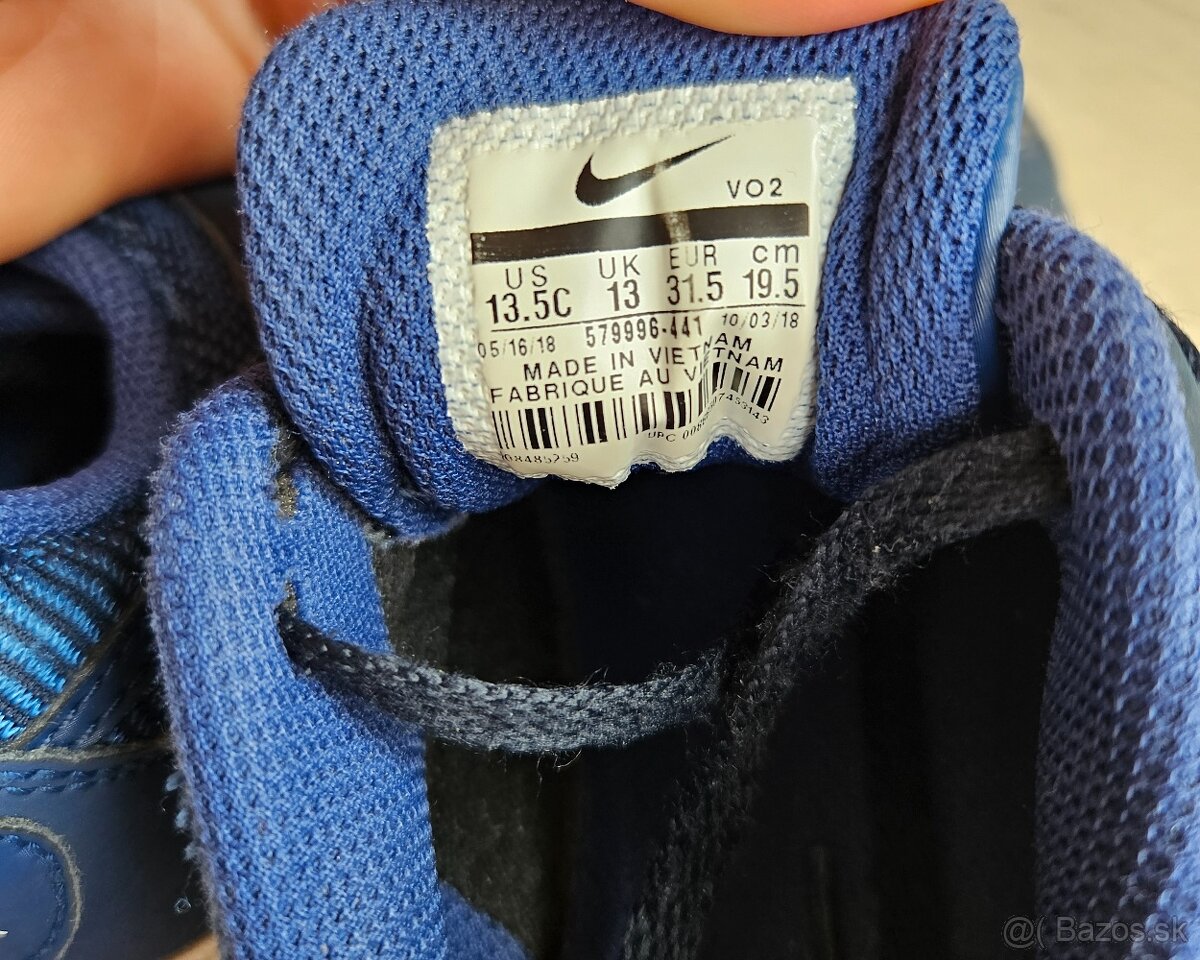 VO2
US UK EUR cm
13.5C 13 31.5 19.5
05/16/18 579996-441 10/03/18
MADE IN VIETNAM
FABRIQUE AU VIETNAM
UPC
@( Bazos.sk